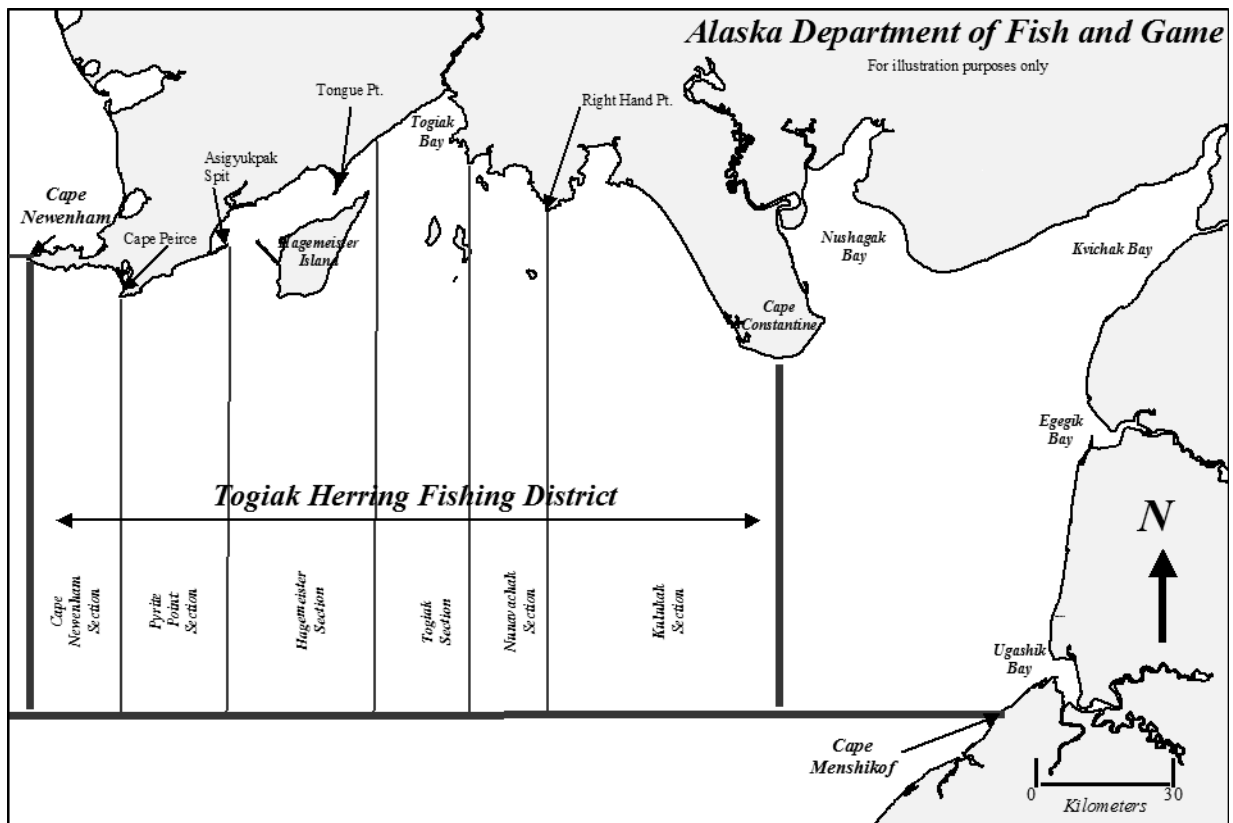 Alaska Department of Fish and Game
For illustration purposes only
Tongue Pt.
Right Hand Pt.
Togiak
Bay
Asigyukpak
Spit
Cape
Newenham
Cape Peirce
Hagemeister
Island
Nushagak
Bay
Kvichak Bay
Cape
Constantine
Egegik
Bay
Togiak Herring Fishing District
N
Cape
Newenham
Section
Pyrite
Point
Section
Hagemeister
Section
Togiak
Section
Nunavachak
Section
Kulukak
Section
Ugashik
Bay
Cape
Menshikof
0
30
Kilometers